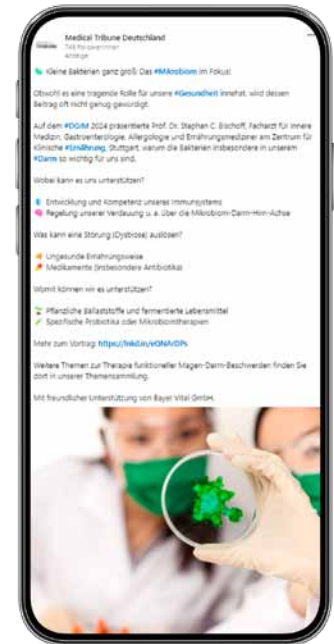 Medical Tribune Deutschland
Anzeige
Kleine Bakterien ganz groß: Das #Mikrobiom im Fokus!
Obwohl es eine tragende Rolle für unsere #Gesundheit innehat, wird dessen
Beitrag oft nicht genug gewürdigt.
Auf dem #DGIM 2024 präsentierte Prof. Dr. Stephan C. Bischoff, Facharzt für Innere
Medizin, Gastroenterologie, Allergologie und Ernährungsmediziner am Zentrum für
Klinische #Ernährung, Stuttgart, warum die Bakterien insbesondere in unserem
#Darm so wichtig für uns sind.
Wobei kann es uns unterstützen?
Entwicklung und Kompetenz unseres Immunsystems
Regelung unserer Verdauung u. a. über die Mikrobiom-Darm-Hirn-Achse
Was kann eine Störung (Dysbiose) auslösen?
Ungesunde Ernährungsweise
Medikamente (insbesondere Antibiotika)
Womit können wir es unterstützen?
Pflanzliche Ballaststoffe und fermentierte Lebensmittel
Spezifische Probiotika oder Mikrobiomtherapien
Mehr zum Vortrag:
Weitere Themen zur Therapie funktioneller Magen-Darm-Beschwerden finden Sie
dort in unserer Themensammlung.
Mit freundlicher Unterstützung von Bayer Vital GmbH.